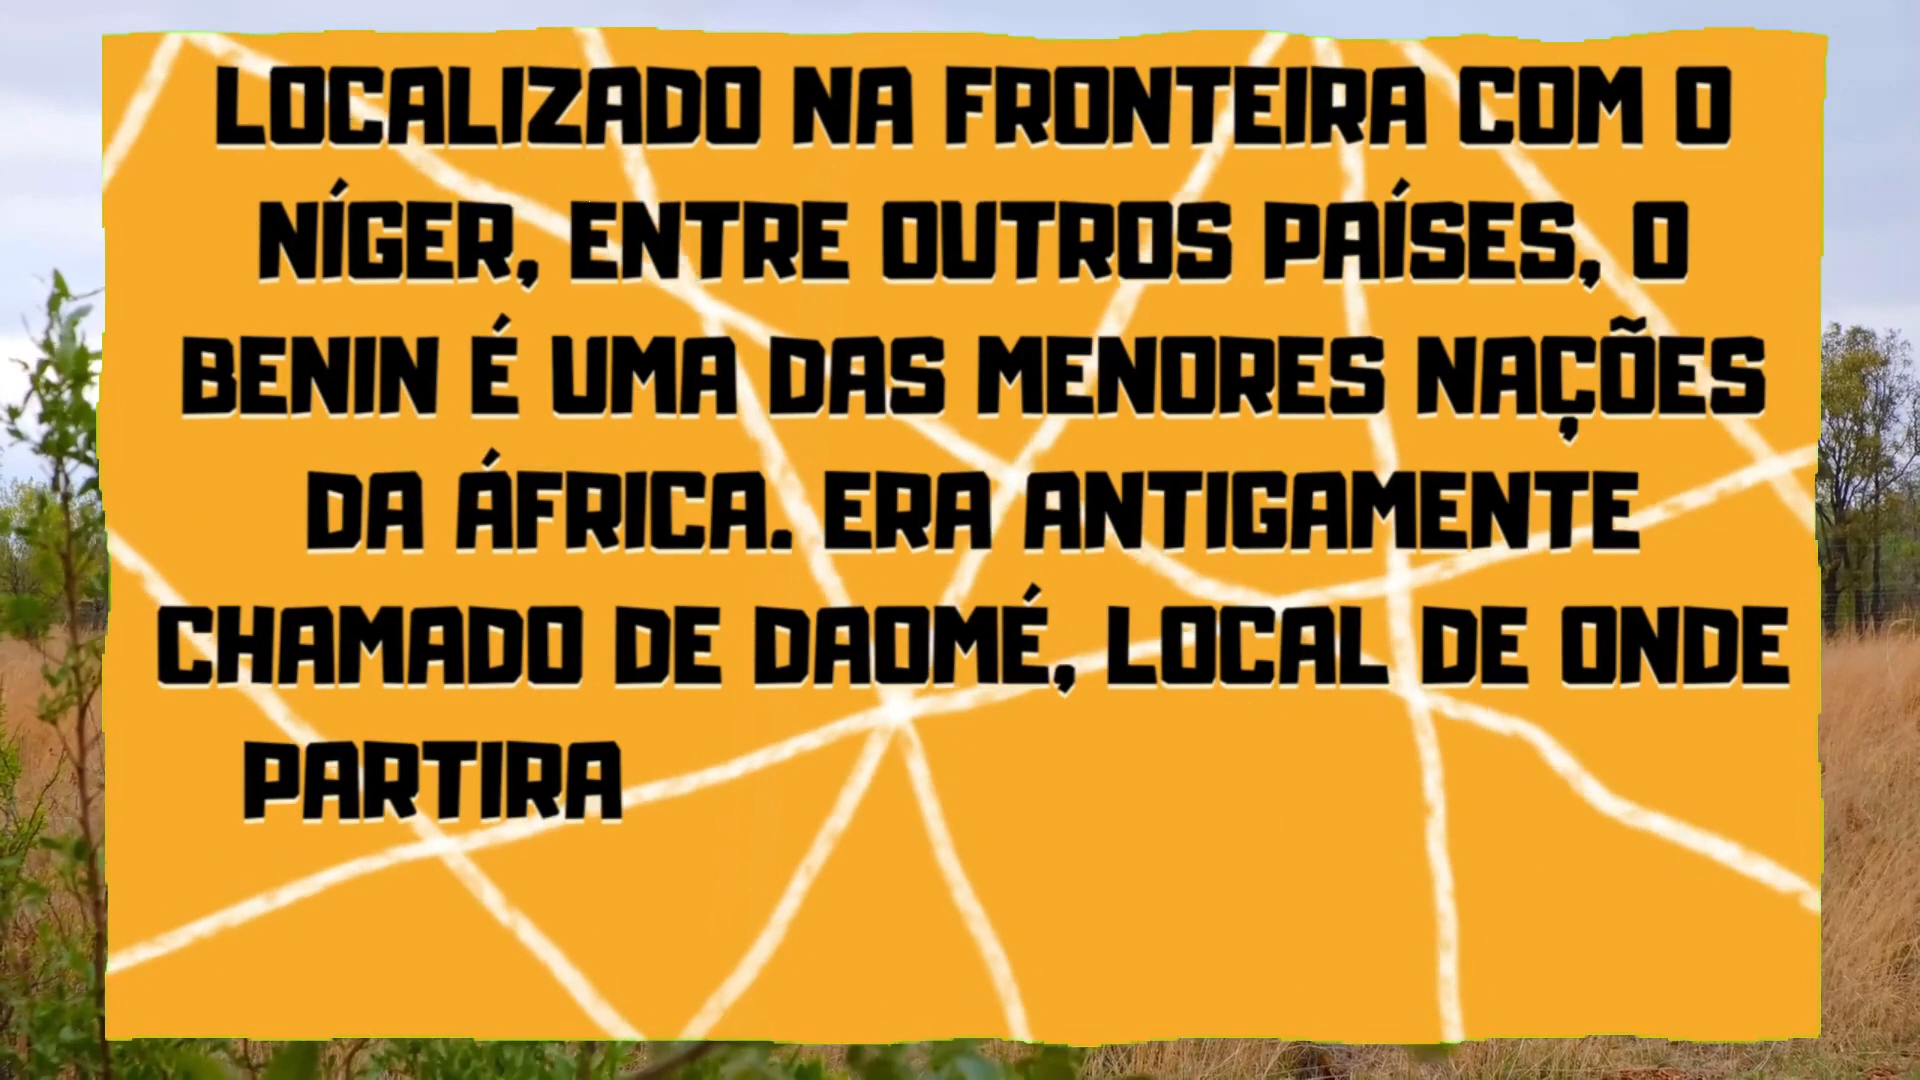 LOCALIZADO NA FRONTEIRA COM O
NÍGER, ENTRE OUTROS PAÍSES, O
BENIN É UMA DAS MENORES NAÇÕES
DA ÁFRICA. ERA ANTIGAMENTE
CHAMADO DE DAOMÉ, LOCAL DE ONDE
PARTIRA